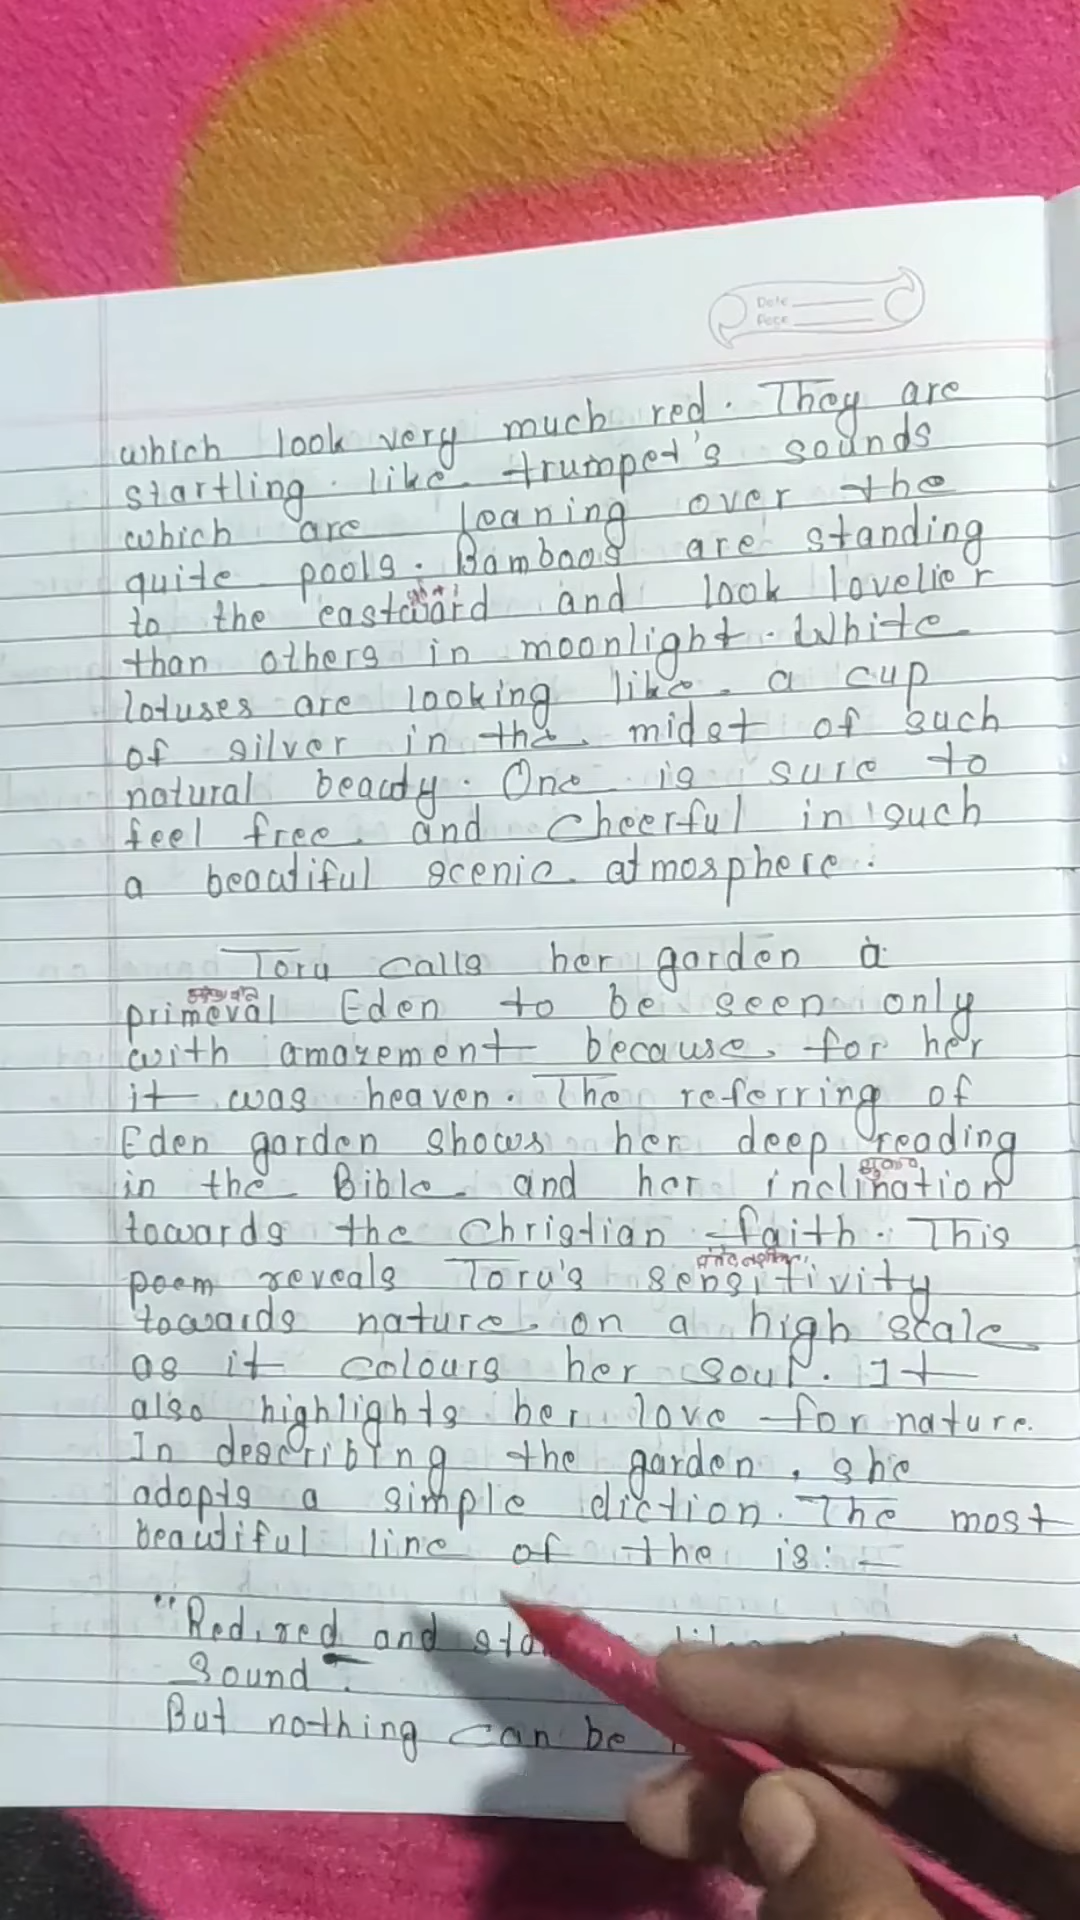 Date
Page
which look very much red. They are
startling like trumpet's sounds
which are leaning over the
quite pools. Bamboos are standing
to the eastward and look lovelier
than others in moonlight. White
lotuses are looking like a cup
of silver in the midst of such
natural beauty. One is sure to
feel free and cheerful in such
a beautiful scenic atmosphere.
Toru calls her garden a
primeval Eden to be seen only
with amazement because for her
it was heaven. The referring of
Eden garden shows her deep reading
झुकाव
in the Bible and her inclination
towards the Christian faith. This
poem reveals Toru's sensitivity
towards nature on a high scale
as it colours her soul. It
also highlights her love for nature.
In describing the garden, she
adopts a simple diction. The most
beautiful line of the is: -
"Red, red and
Sound -
But nothing can be